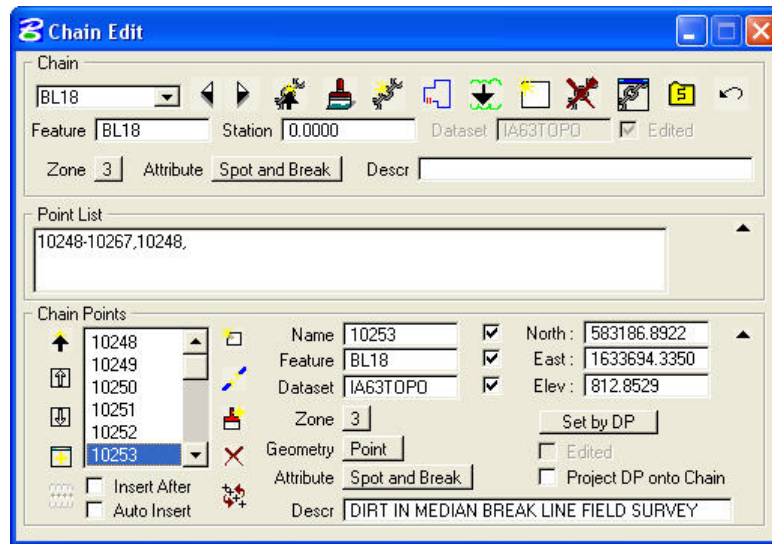 Chain Edit
Chain
BL18
Feature BL18 Station 0.0000 Dataset IA63TOPO Edited
Zone 3 Attribute Spot and Break Descr
Point List
10248-10267,10248,
Chain Points
10248
10249
10250
10251
10252
10253
Insert After
Auto Insert
Name 10253
Feature BL18
Dataset IA63TOPO
Zone 3
Geometry Point
Attribute Spot and Break
Descr DIRT IN MEDIAN BREAK LINE FIELD SURVEY
North : 583186.8922
East : 1633694.3350
Elev : 812.8529
Set by DP
Edited
Project DP onto Chain